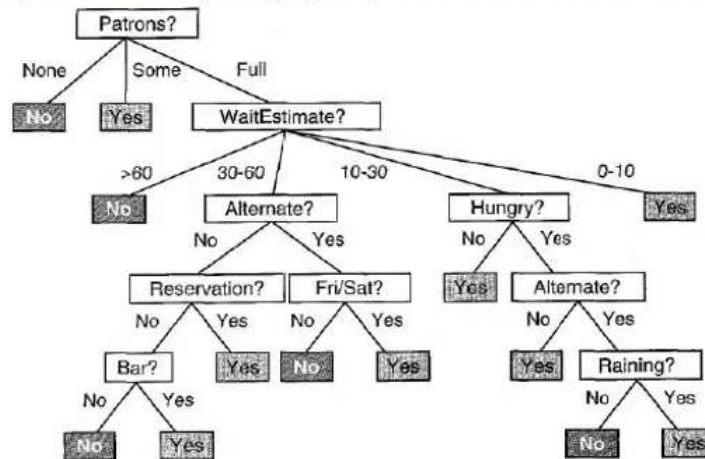 Patrons?
None Some Full
No Yes WaitEstimate?
>60 30-60 10-30 0-10
No Alternate? Hungry? Yes
No Yes No Yes
Reservation? Fri/Sat? Yes Alternate?
No Yes No Yes No Yes
Bar? Yes No Yes Yes Raining?
No Yes No Yes
No Yes No Yes